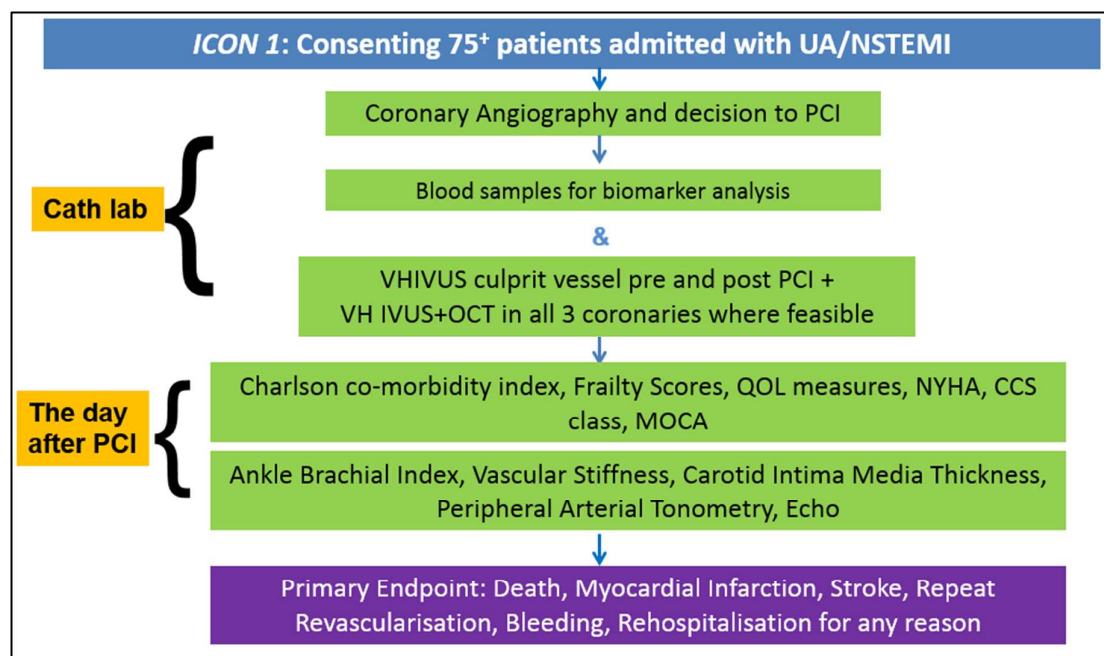 ICON 1: Consenting 75+ patients admitted with UA/NSTEMI
Coronary Angiography and decision to PCI
Cath lab
Blood samples for biomarker analysis
&
VHIVUS culprit vessel pre and post PCI +
VH IVUS+OCT in all 3 coronaries where feasible
The day
after PCI
Charlson co-morbidity index, Frailty Scores, QOL measures, NYHA, CCS
class, MOCA
Ankle Brachial Index, Vascular Stiffness, Carotid Intima Media Thickness,
Peripheral Arterial Tonometry, Echo
Primary Endpoint: Death, Myocardial Infarction, Stroke, Repeat
Revascularisation, Bleeding, Rehospitalisation for any reason